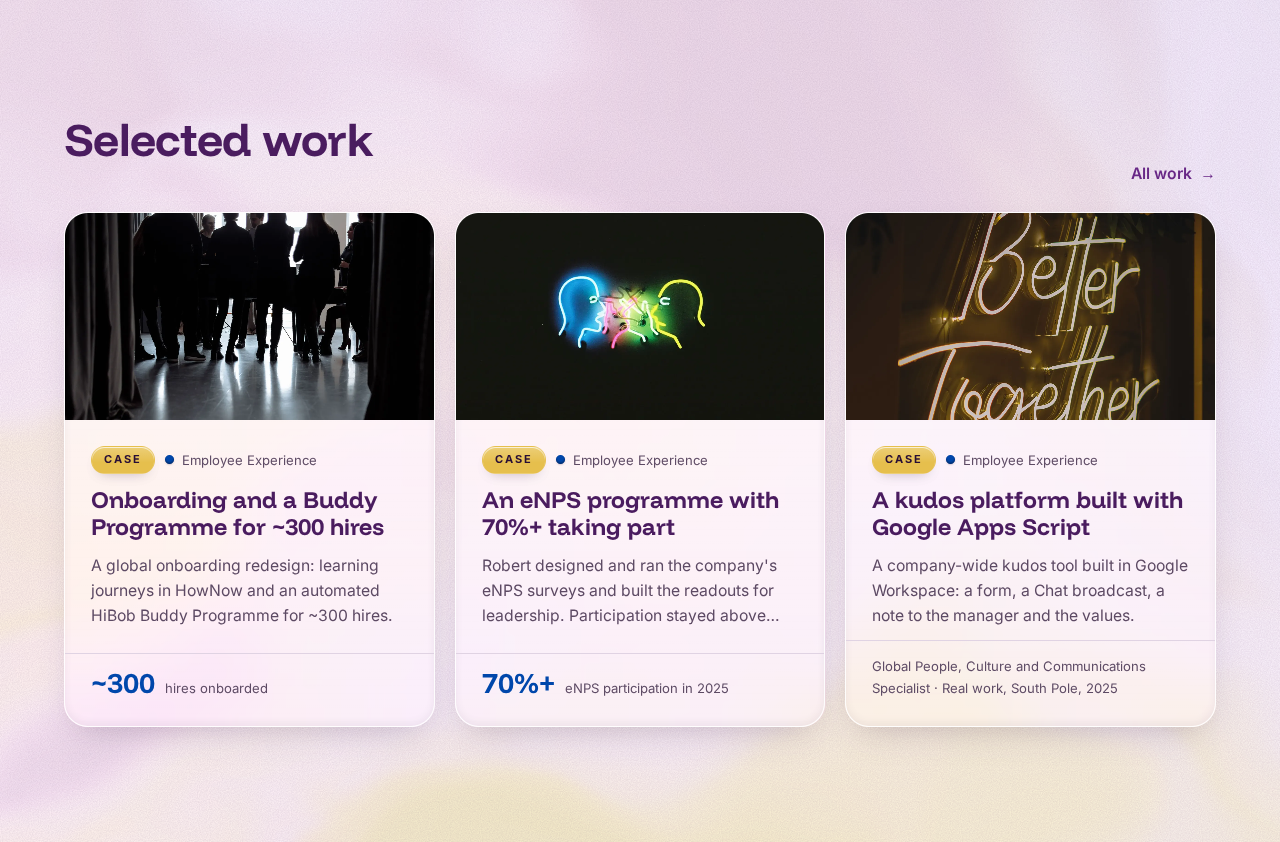 Selected work
All work →
Better
Together
CASE
Employee Experience
Onboarding and a Buddy
Programme for ~300 hires
A global onboarding redesign: learning
journeys in HowNow and an automated
HiBob Buddy Programme for ~300 hires.
~300 hires onboarded
CASE
Employee Experience
An eNPS programme with
70%+ taking part
Robert designed and ran the company's
eNPS surveys and built the readouts for
leadership. Participation stayed above…
70%+ eNPS participation in 2025
CASE
Employee Experience
A kudos platform built with
Google Apps Script
A company-wide kudos tool built in Google
Workspace: a form, a Chat broadcast, a
note to the manager and the values.
Global People, Culture and Communications
Specialist · Real work, South Pole, 2025